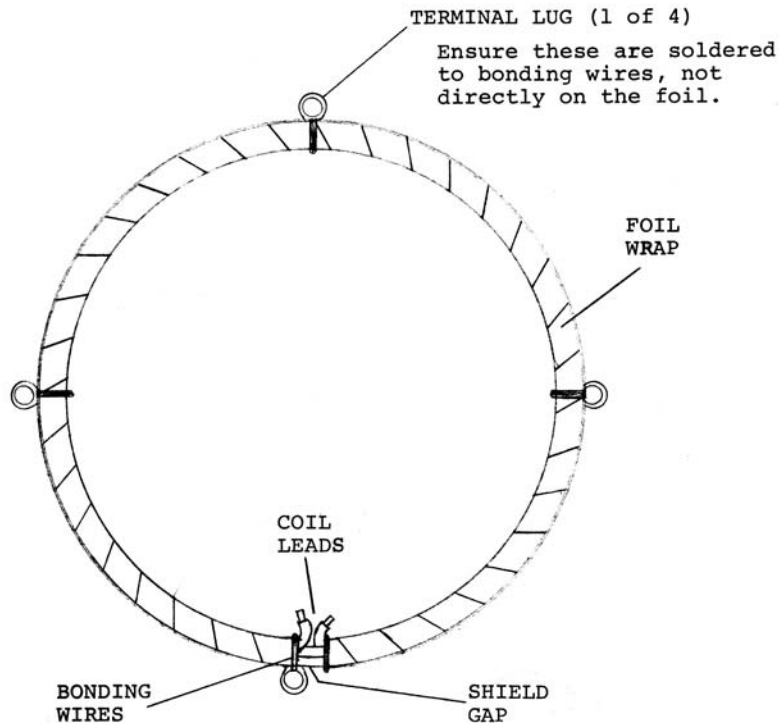 TERMINAL LUG (1 of 4)
Ensure these are soldered
to bonding wires, not
directly on the foil.
FOIL
WRAP
COIL
LEADS
BONDING
WIRES
SHIELD
GAP